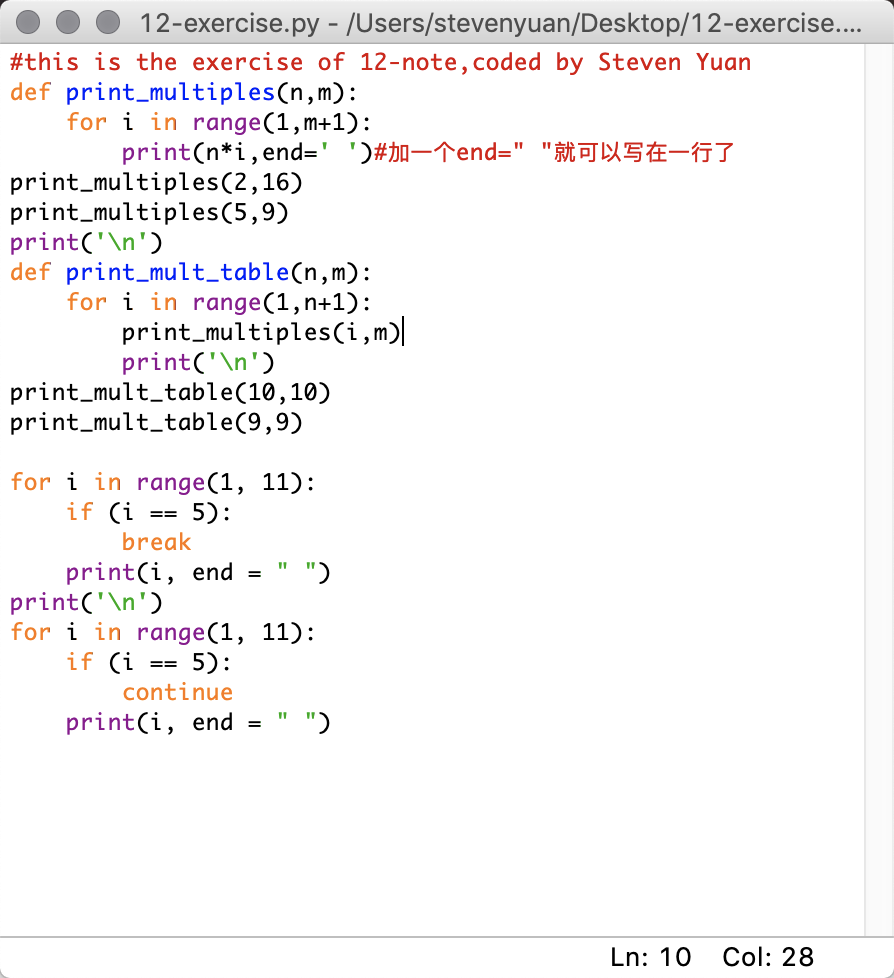 12-exercise.py - /Users/stevenyuan/Desktop/12-exercise....
#this is the exercise of 12-note,coded by Steven Yuan
def print_multiples(n,m):
    for i in range(1,m+1):
        print(n*i,end=' ')#加一个end=" "就可以写在一行了
print_multiples(2,16)
print_multiples(5,9)
print('\n')
def print_mult_table(n,m):
    for i in range(1,n+1):
        print_multiples(i,m)
        print('\n')
print_mult_table(10,10)
print_mult_table(9,9)

for i in range(1, 11):
    if (i == 5):
        break
    print(i, end = " ")
print('\n')
for i in range(1, 11):
    if (i == 5):
        continue
    print(i, end = " ")
Ln: 10 Col: 28